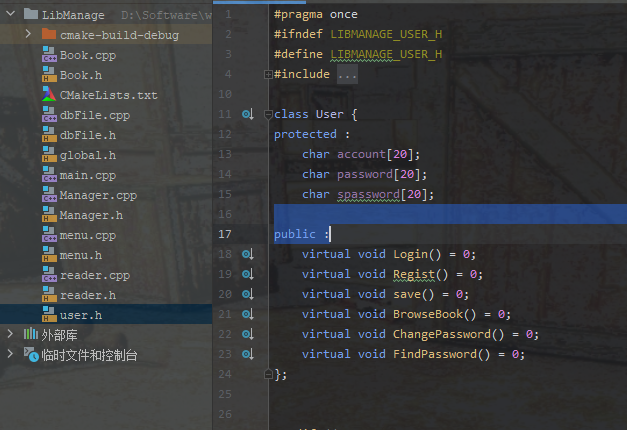 LibManage D:\Software\w
cmake-build-debug
Book.cpp
Book.h
CMakeLists.txt
dbFile.cpp
dbFile.h
global.h
main.cpp
Manager.cpp
Manager.h
menu.cpp
menu.h
reader.cpp
reader.h
user.h
外部库
临时文件和控制台
1 #pragma once
2 #ifndef LIBMANAGE_USER_H
3 #define LIBMANAGE_USER_H
4 #include ...
10
11 class User {
12 protected :
13 char account[20];
14 char password[20];
15 char spassword[20];
16
17 public :
18 virtual void Login() = 0;
19 virtual void Regist() = 0;
20 virtual void save() = 0;
21 virtual void BrowseBook() = 0;
22 virtual void ChangePassword() = 0;
23 virtual void FindPassword() = 0;
24 };
25
26